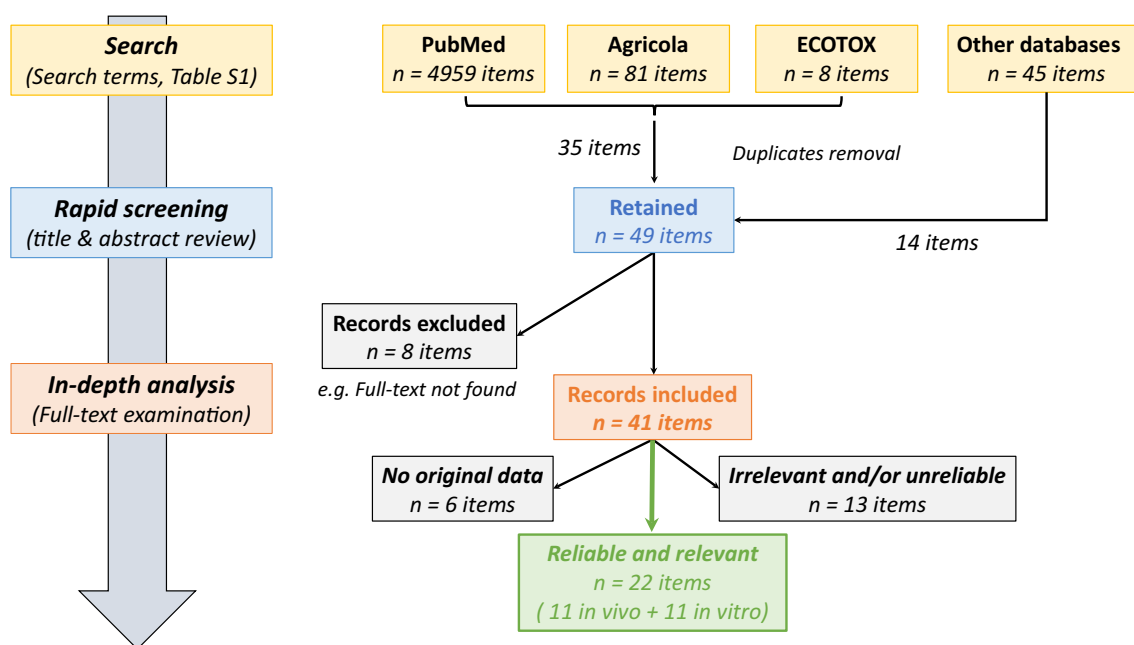 Search
(Search terms, Table S1)
PubMed
n = 4959 items
Agricola
n = 81 items
ECOTOX
n = 8 items
Other databases
n = 45 items
35 items
Duplicates removal
Rapid screening
(title & abstract review)
Retained
n = 49 items
14 items
Records excluded
n = 8 items
e.g. Full-text not found
In-depth analysis
(Full-text examination)
Records included
n = 41 items
No original data
n = 6 items
Irrelevant and/or unreliable
n = 13 items
Reliable and relevant
n = 22 items
( 11 in vivo + 11 in vitro)